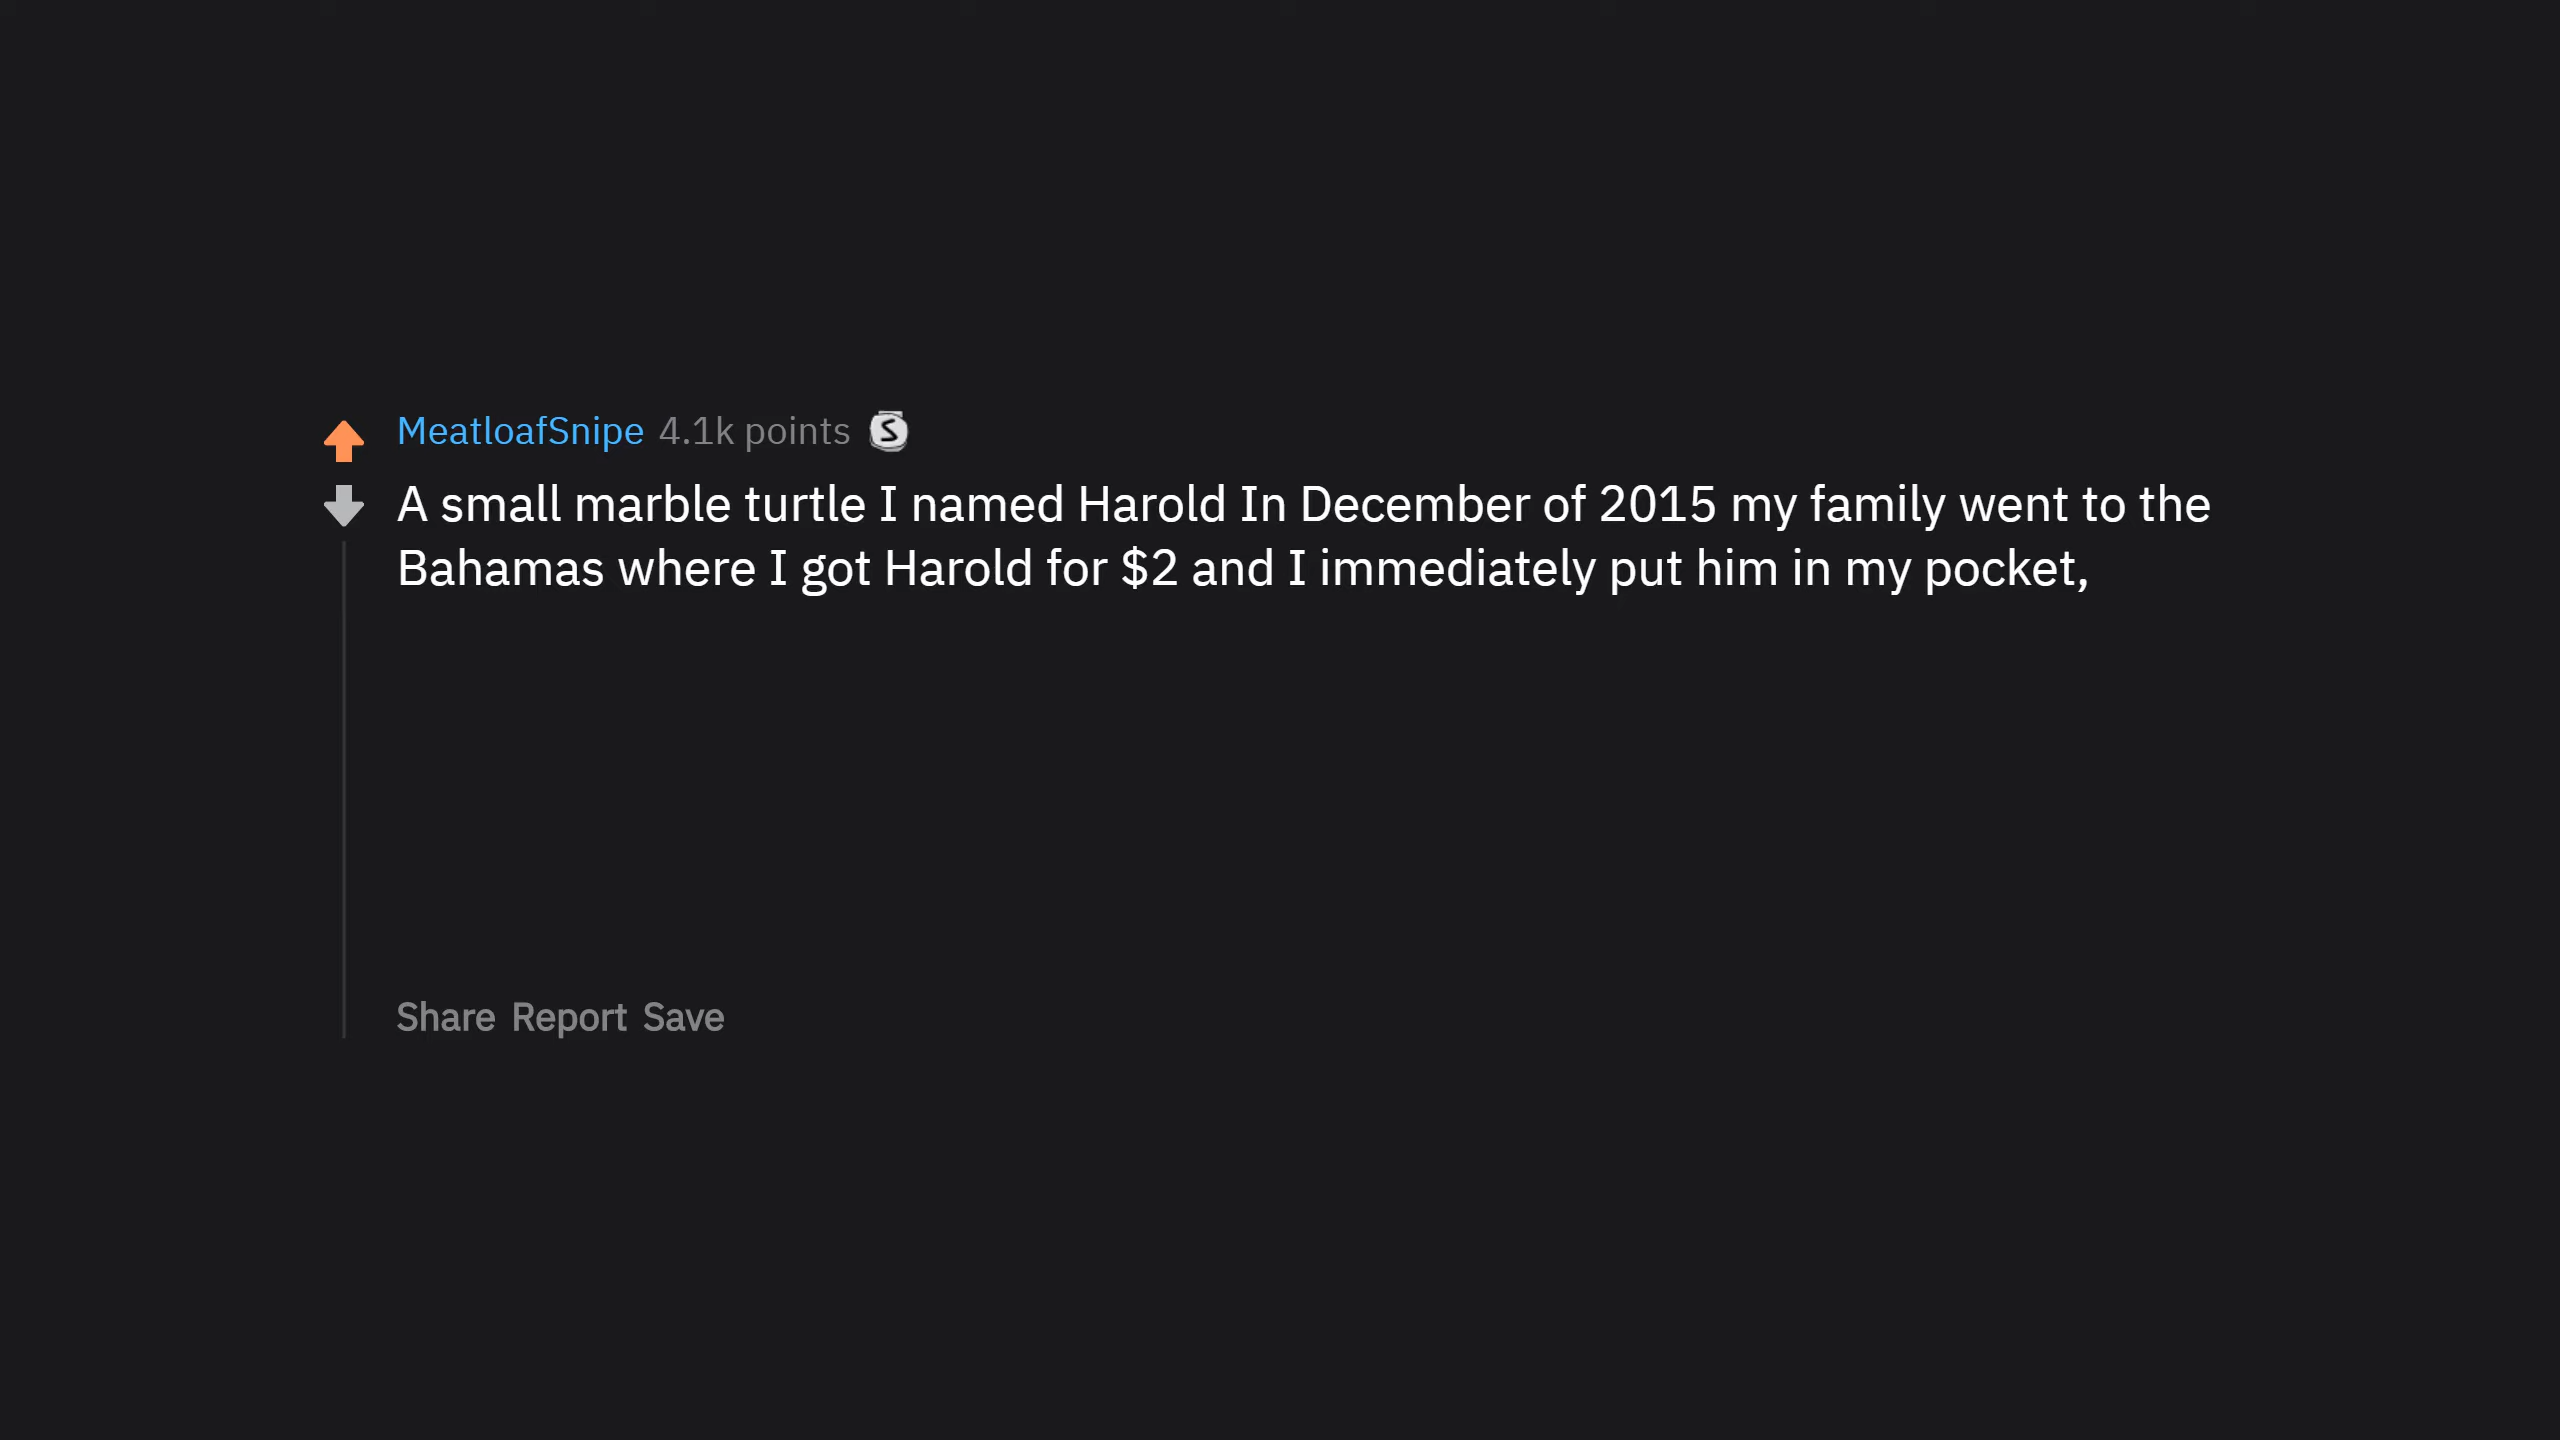 MeatloafSnipe 4.1k points S
A small marble turtle I named Harold In December of 2015 my family went to the
Bahamas where I got Harold for $2 and I immediately put him in my pocket,
Share Report Save